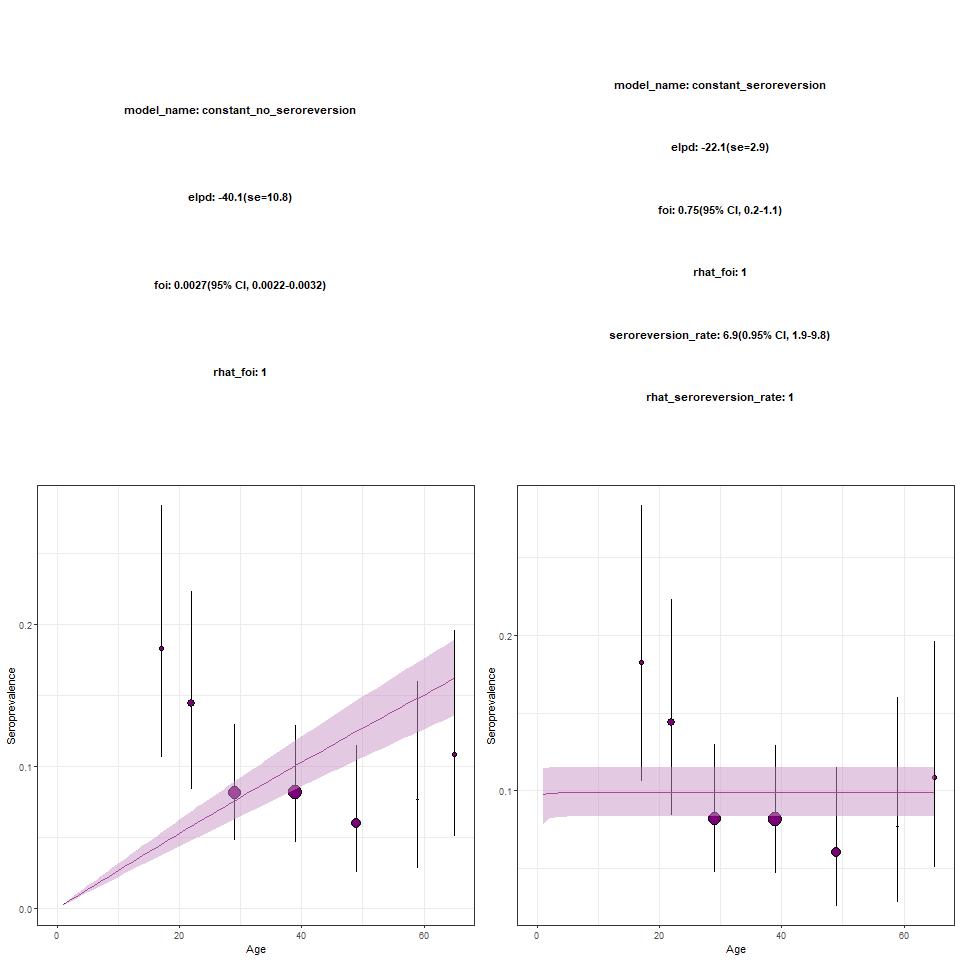 model_name: constant_no_seroreversion
elpd: -40.1(se=10.8)
foi: 0.0027(95% CI, 0.0022-0.0032)
rhat_foi: 1
model_name: constant_seroreversion
elpd: -22.1(se=2.9)
foi: 0.75(95% CI, 0.2-1.1)
rhat_foi: 1
seroreversion_rate: 6.9(0.95% CI, 1.9-9.8)
rhat_seroreversion_rate: 1
Seroprevalence
0.2
0.1
0.0
0 20 40 60
Age
Seroprevalence
0.2
0.1
0 20 40 60
Age